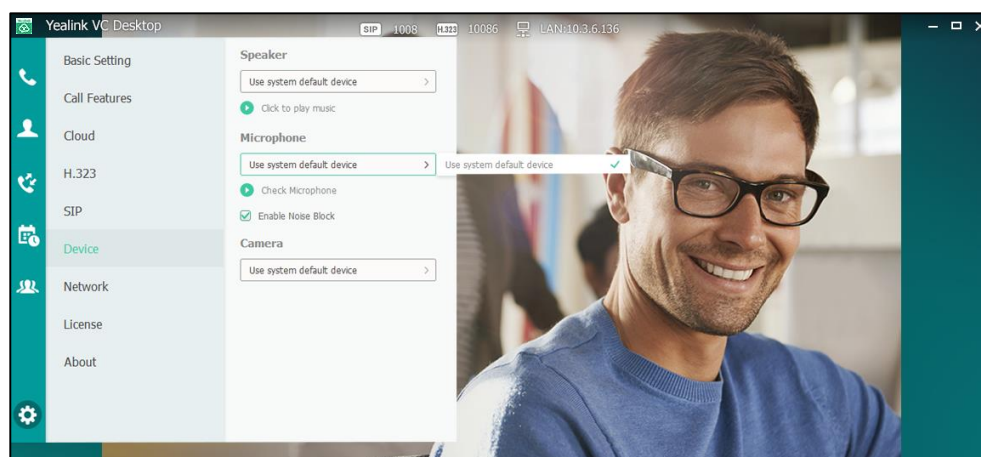 Yealink VC Desktop
SIP 1008 H.323 10086 LAN:10.3.6.136
Basic Setting
Call Features
Cloud
H.323
SIP
Device
Network
License
About
Speaker
Use system default device
Click to play music
Microphone
Use system default device
Use system default device
Check Microphone
Enable Noise Block
Camera
Use system default device